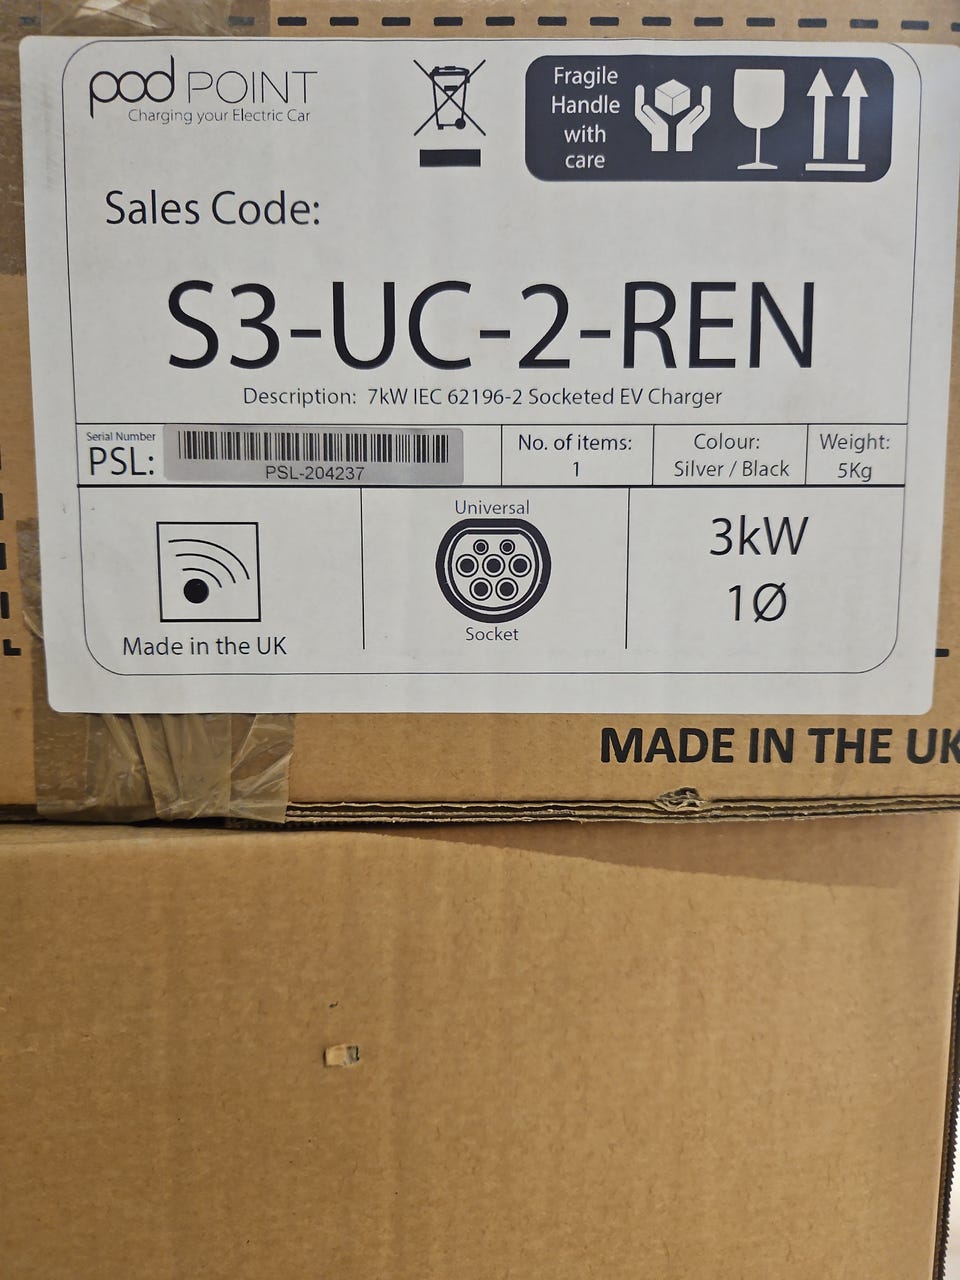 pod POINT
Charging your Electric Car
Fragile
Handle
with
care
Sales Code:
S3-UC-2-REN
Description: 7kW IEC 62196-2 Socketed EV Charger
Serial Number
PSL:
PSL-204237
No. of items:
1
Colour:
Silver / Black
Weight:
5Kg
Made in the UK
Universal
Socket
3kW
1Ø
MADE IN THE UK